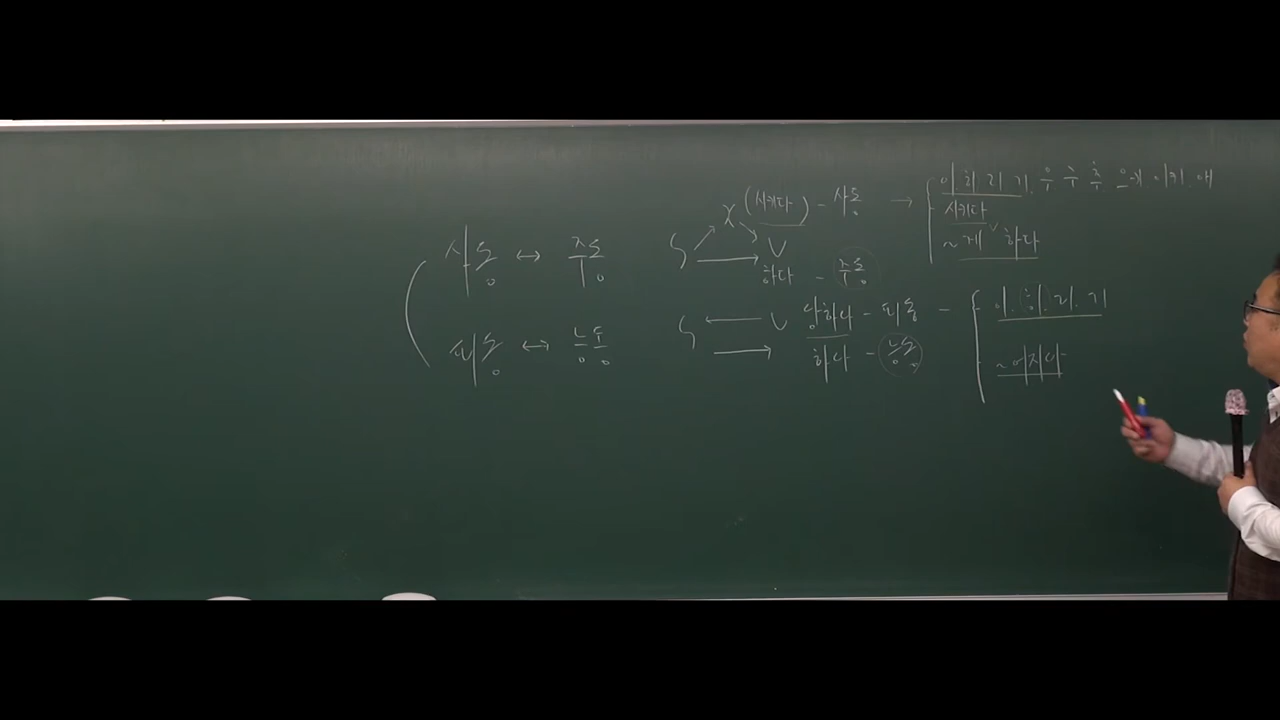 사동 ↔ 주동
피동 ↔ 능동
S X (시키다) - 사동
V
하다 - 주동
→ 이 히 리 기 우 구 추 으키 이키 애
시키다
~게 ∨ 하다
S V 당하다 - 피동 -
하다 - 능동
이. 히. 리. 기
~어지다